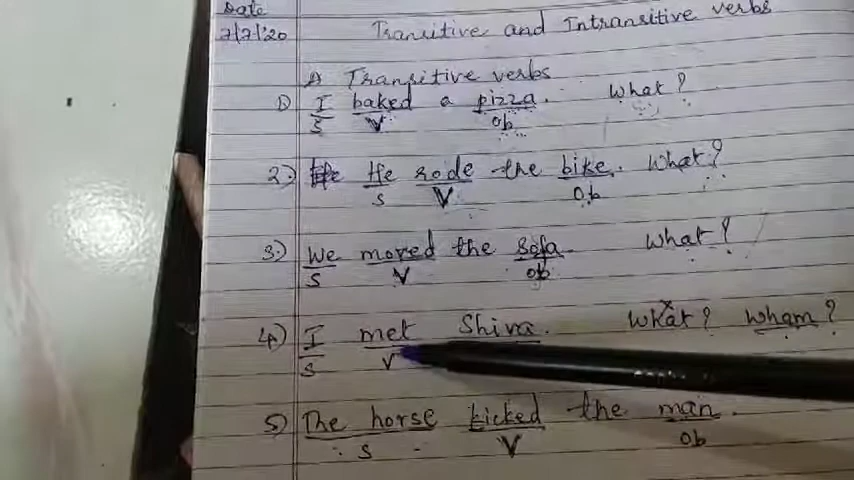 Date
7/7/'20 Transitive and Intransitive verbs
A) Transitive verbs
1) I baked a pizza. What?
S V ob
2.) He rode the bike. What?
S V Ob
3.) We moved the sofa. What?
S V ob
4) I met Shiva. What? wham?
S V
5) The horse kicked the man.
S V Ob